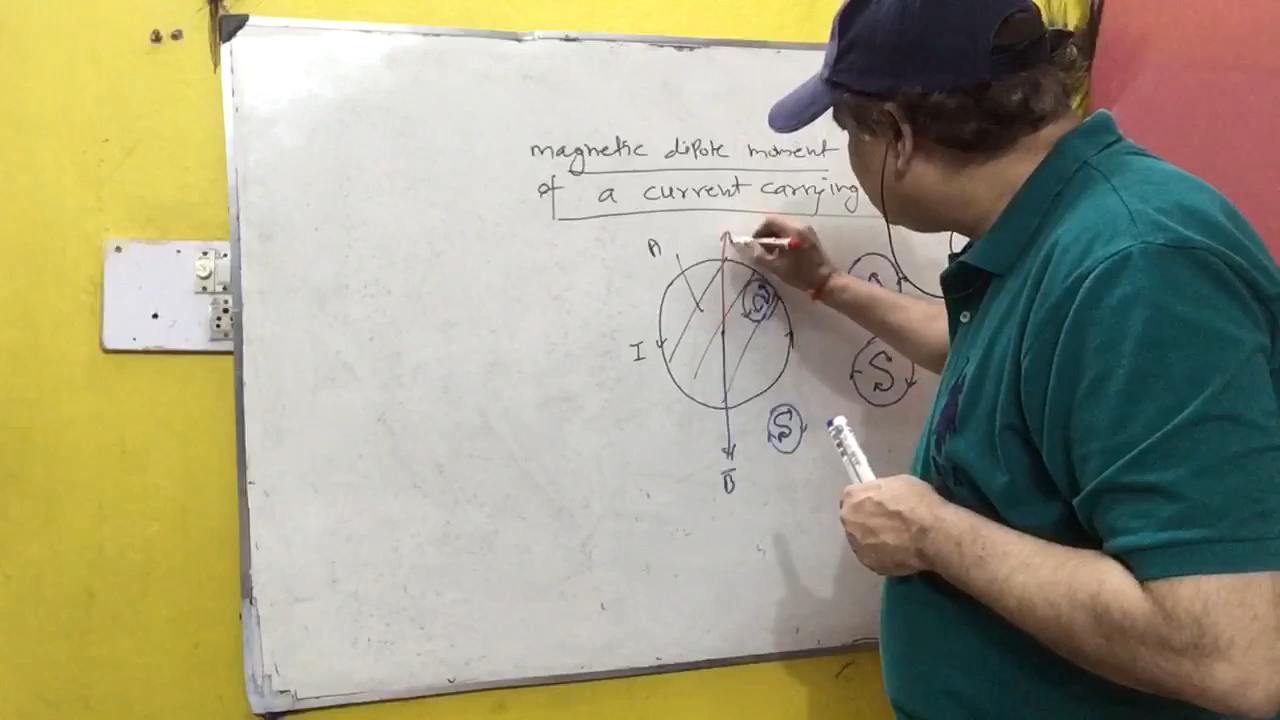 magnetic dipole moment
of a current carrying
A
I
S
S
B